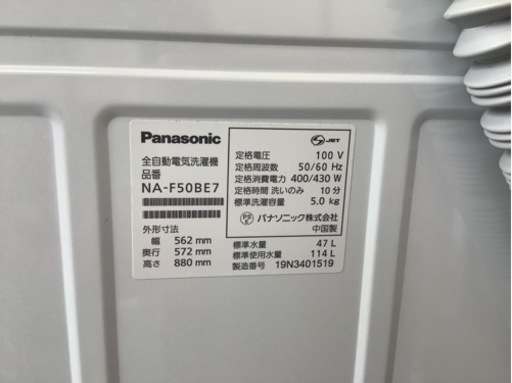 Panasonic
全自動電気洗濯機
品番
NA-F50BE7
外形寸法
幅 562 mm
奥行 572 mm
高さ 880 mm
S JET
定格電圧 100 V
定格周波数 50/60 Hz
定格消費電力 400/430 W
定格時間 洗いのみ 10 分
標準洗濯容量 5.0 kg
PSE パナソニック株式会社
中国製
標準水量 47 L
標準使用水量 114 L
製造番号 19N3401519